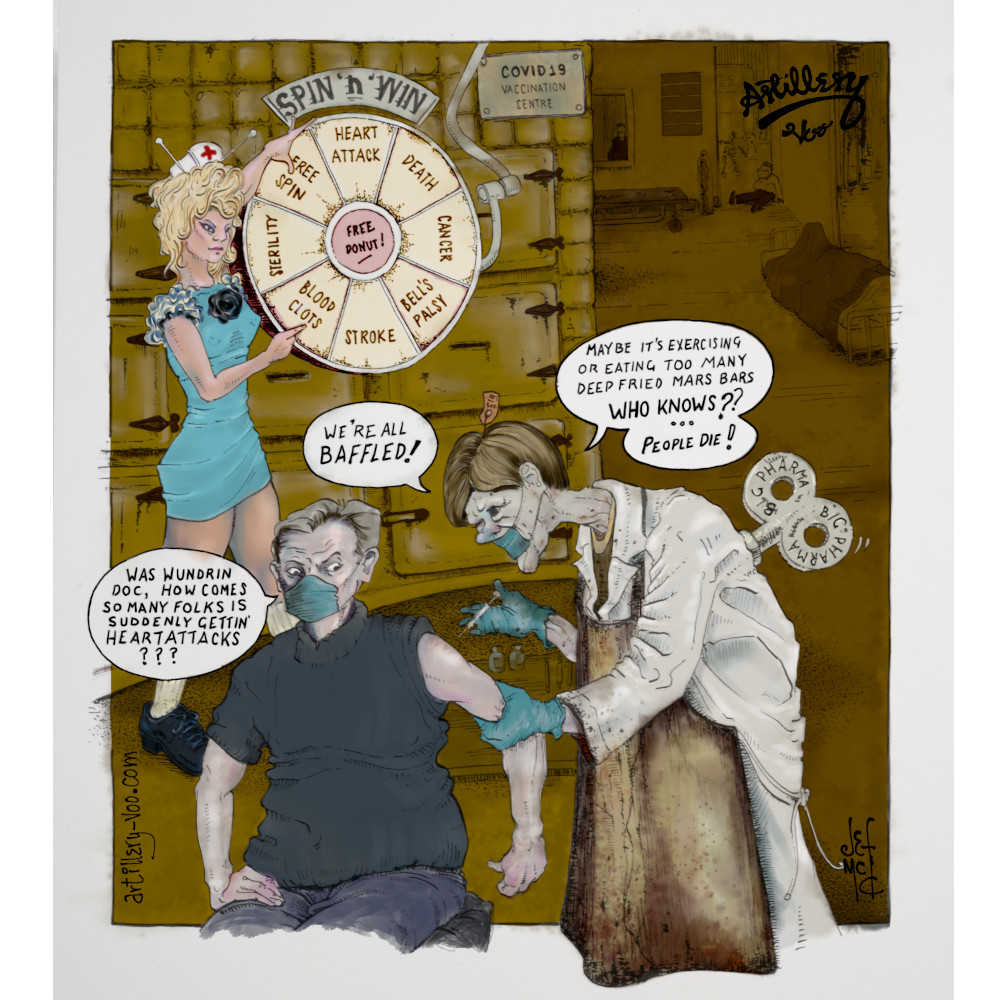 SPIN 'n' WIN
COVID 19
VACCINATION
CENTRE
Artillery
Voo
HEART
ATTACK
DEATH
CANCER
BELL'S
PALSY
STROKE
BLOOD
CLOTS
STERILITY
FREE
SPIN
FREE
DONUT!
MAYBE IT'S EXERCISING
OR EATING TOO MANY
DEEP FRIED MARS BARS
WHO KNOWS??
...
PEOPLE DIE!
WE'RE ALL
BAFFLED!
BIG PHARMA
BIG PHARMA
WAS WUNDRIN
DOC, HOW COMES
SO MANY FOLKS IS
SUDDENLY GETTIN'
HEARTATTACKS
???
artillery-voo.com